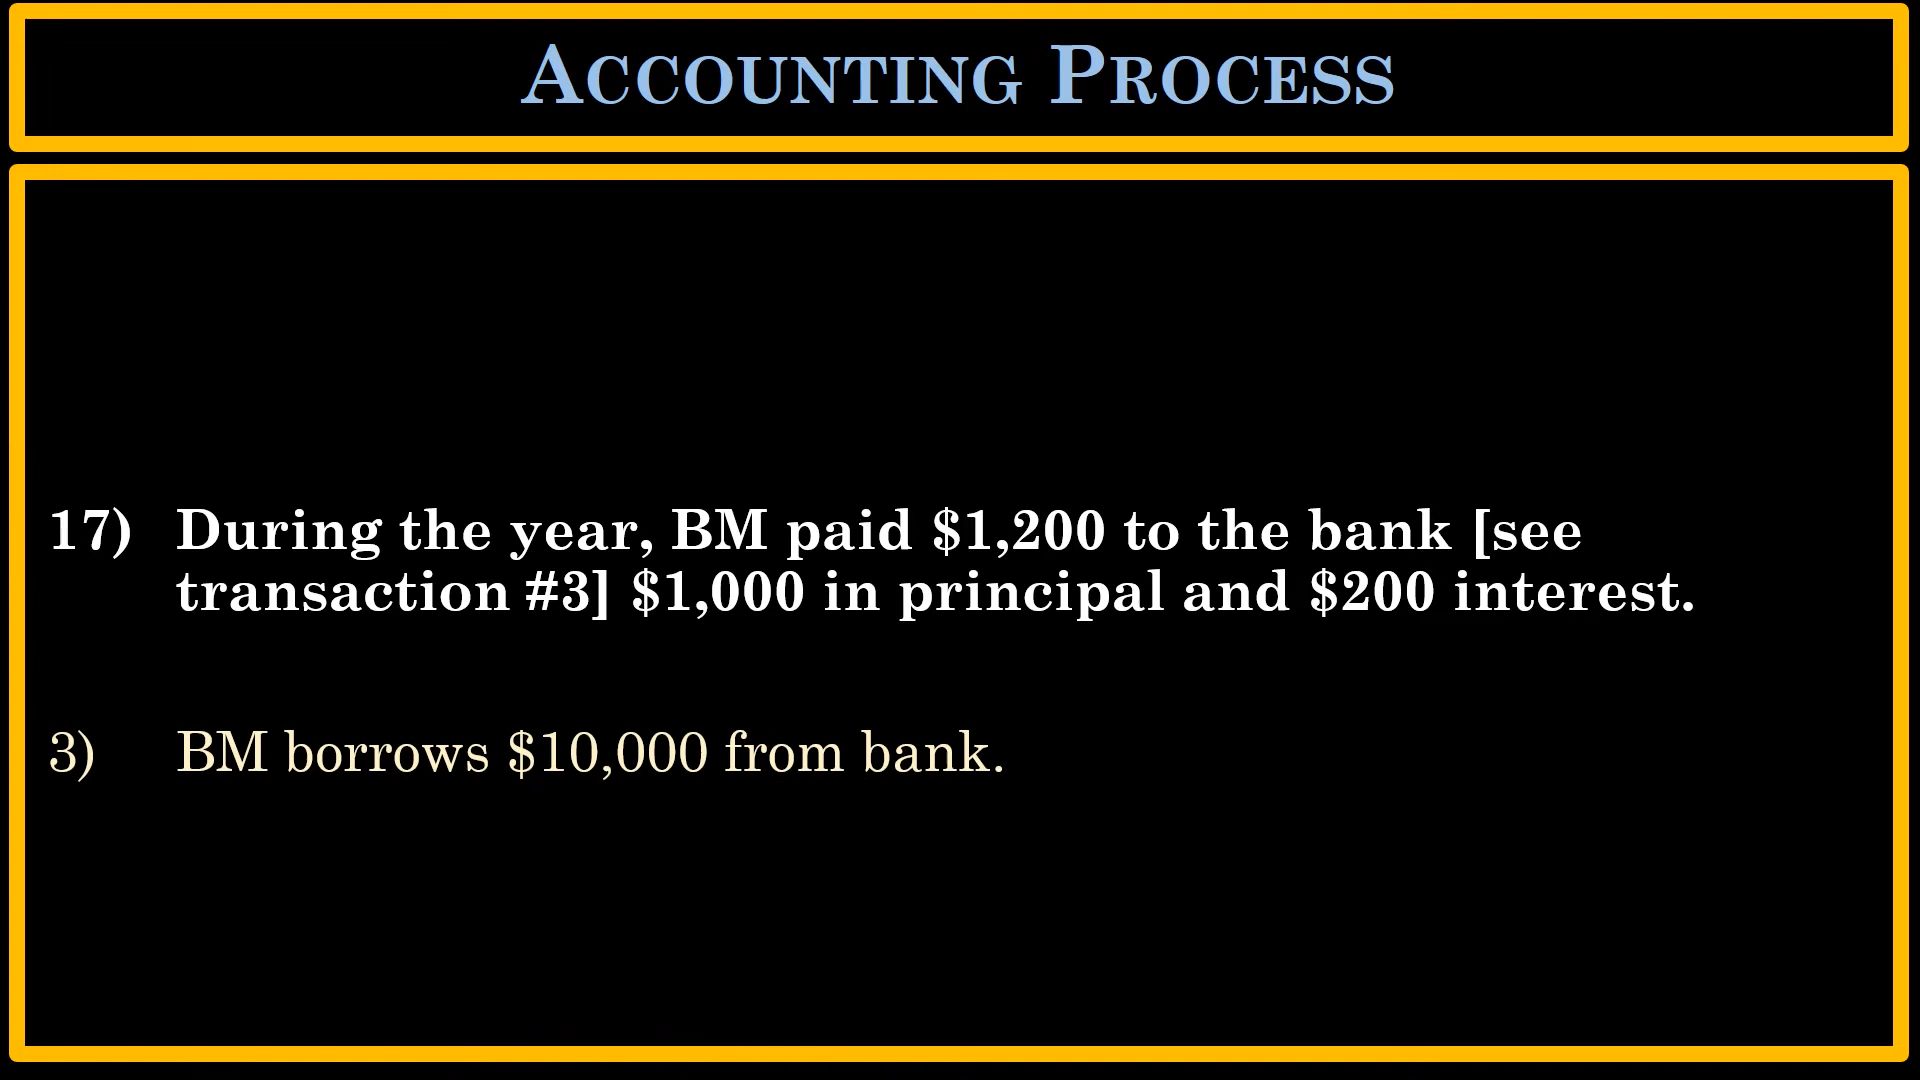 ACCOUNTING PROCESS
17) During the year, BM paid $1,200 to the bank [see
transaction #3] $1,000 in principal and $200 interest.
3) BM borrows $10,000 from bank.